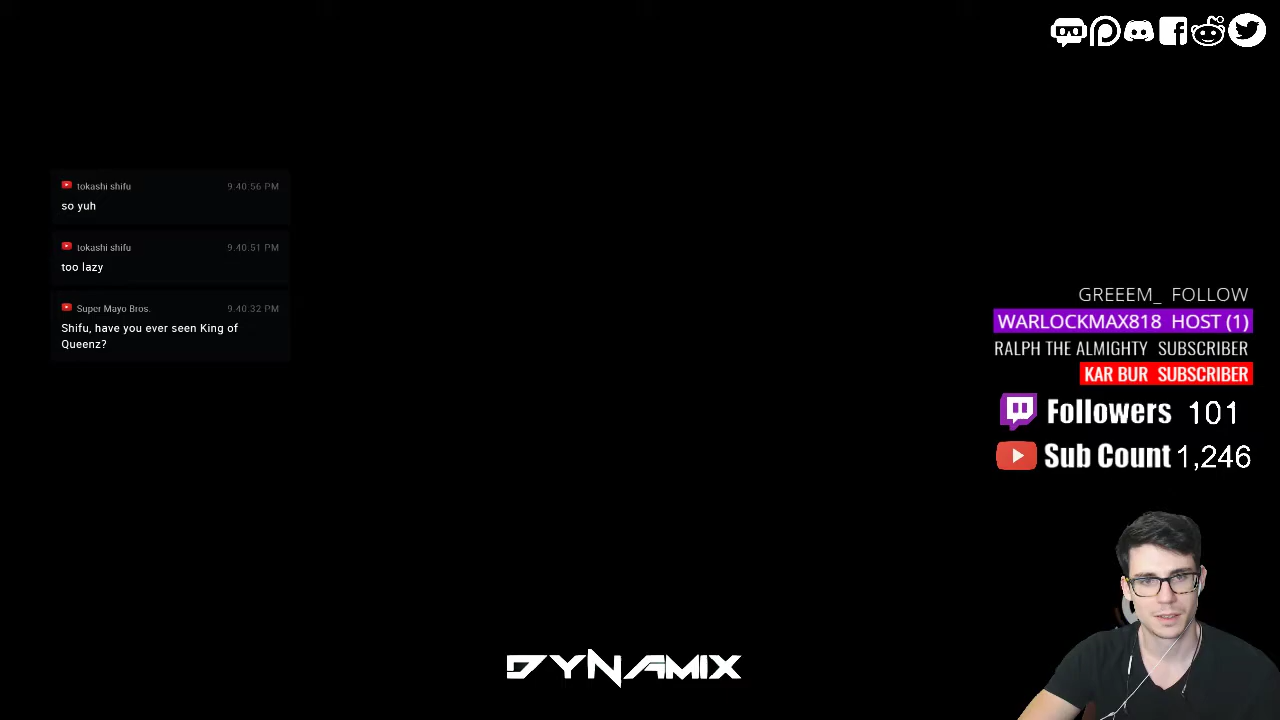 tokashi shifu 9.40.56 PM
so yuh
tokashi shifu 9.40.51 PM
too lazy
Super Mayo Bros. 9.40.32 PM
Shifu, have you ever seen King of
Queenz?
GREEEM_ FOLLOW
WARLOCKMAX818 HOST (1)
RALPH THE ALMIGHTY SUBSCRIBER
KAR BUR SUBSCRIBER
Followers 101
Sub Count 1,246
DYNAMIX